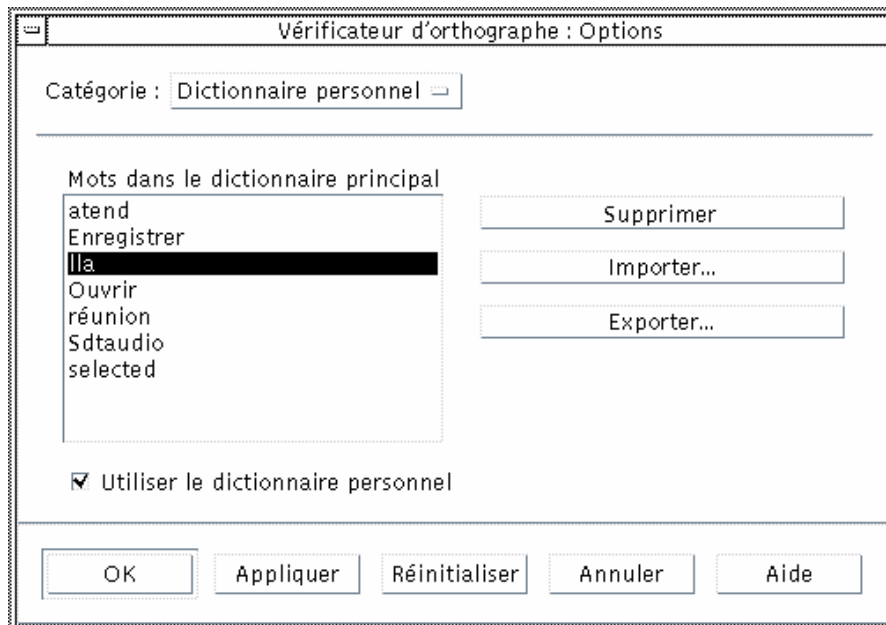 Vérificateur d'orthographe : Options
Catégorie : Dictionnaire personnel
Mots dans le dictionnaire principal
atend
Enregistrer
Ila
Ouvrir
réunion
Sdtaudio
selected
Supprimer
Importer...
Exporter...
Utiliser le dictionnaire personnel
OK Appliquer Réinitialiser Annuler Aide